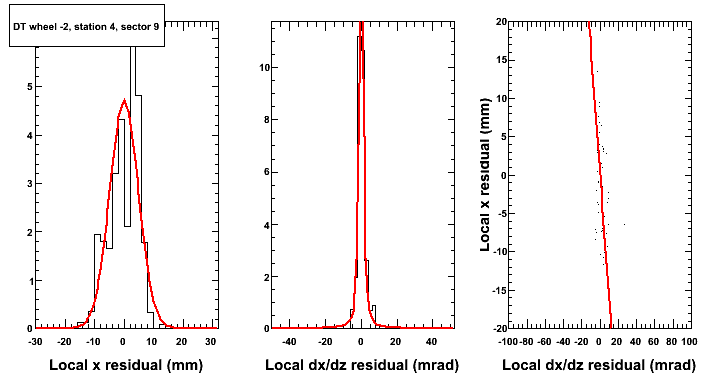 DT wheel -2, station 4, sector 9
5
4
3
2
1
0
-30 -20 -10 0 10 20 30
Local x residual (mm)
10
8
6
4
2
0
-40 -20 0 20 40
Local dx/dz residual (mrad)
Local x residual (mm)
20
15
10
5
0
-5
-10
-15
-20
-100 -80 -60 -40 -20 0 20 40 60 80 100
Local dx/dz residual (mrad)